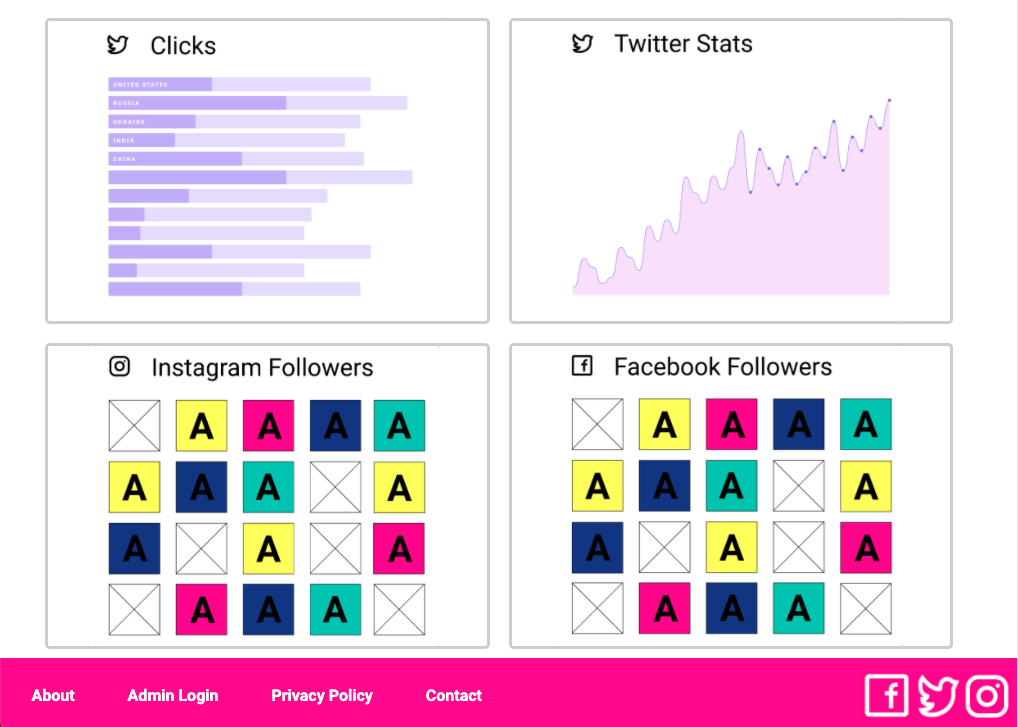 Clicks
UNITED STATES
RUSSIA
UKRAINE
INDIA
CHINA
Twitter Stats
Instagram Followers
A A A A
A A A A
A A A
A A A
Facebook Followers
A A A A
A A A A
A A A
A A A
About Admin Login Privacy Policy Contact